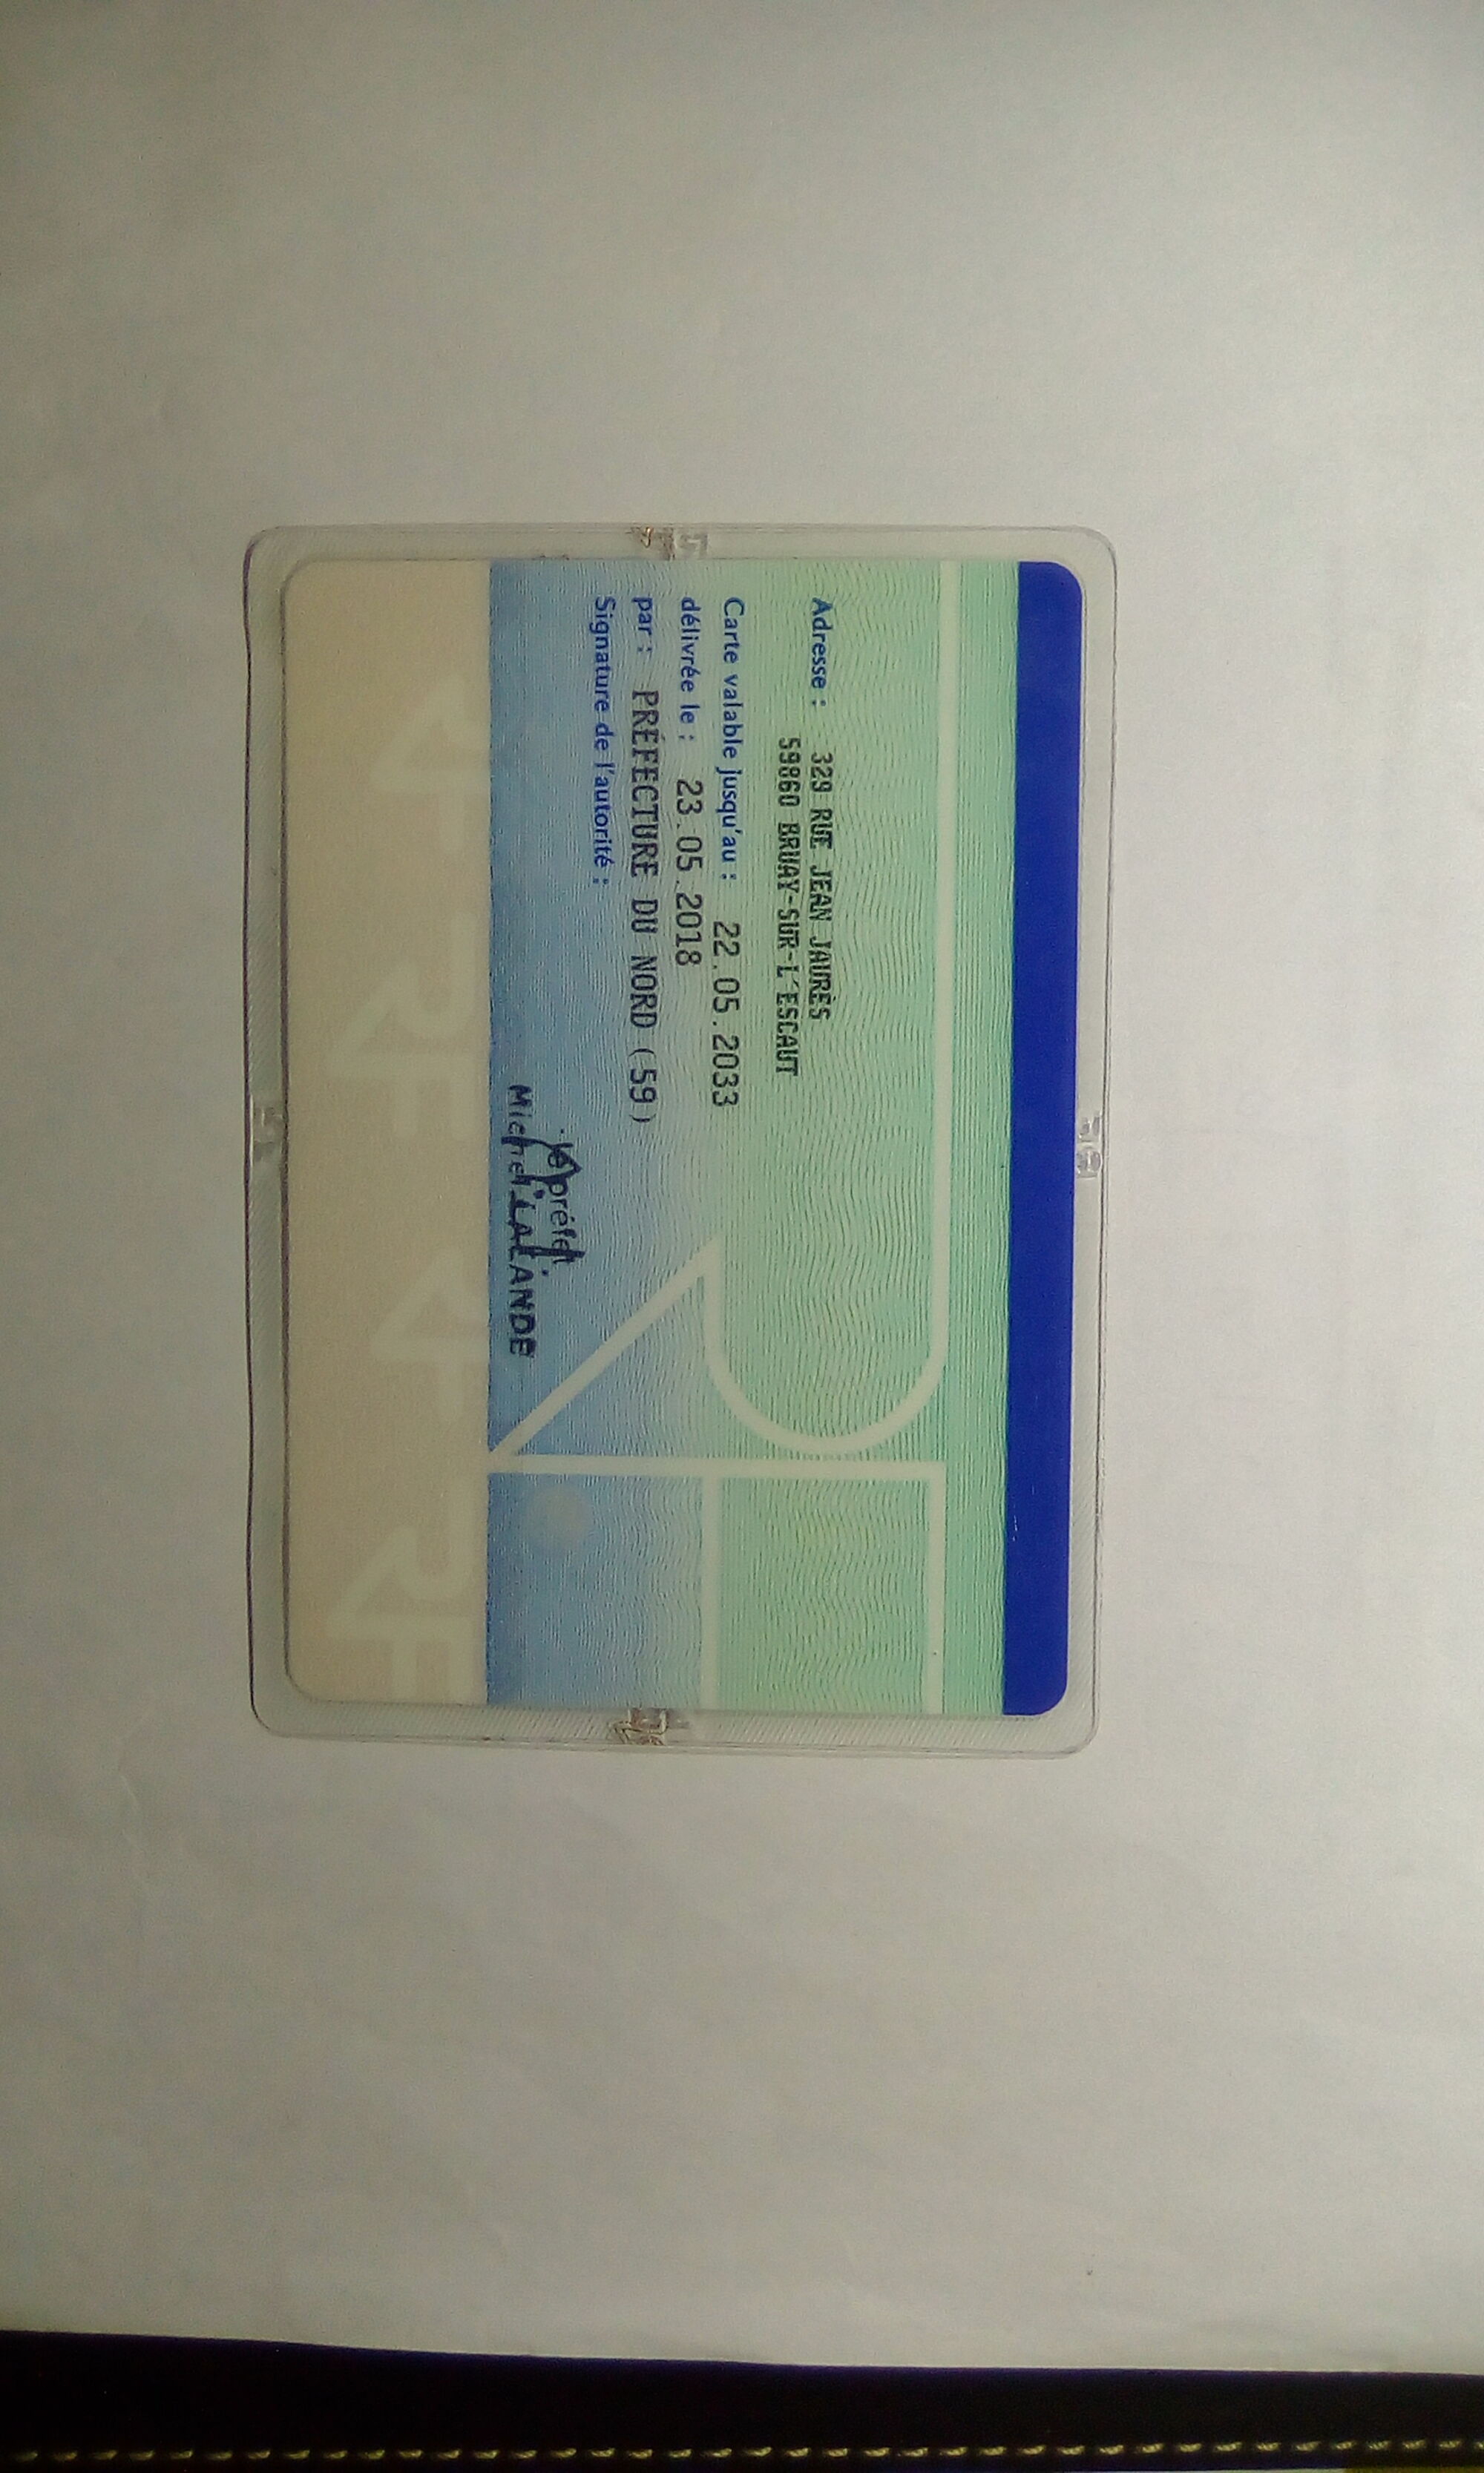 Adresse : 329 RUE JEAN JAURÈS
59860 BRUAY-SUR-L'ESCAUT
Carte valable jusqu'au : 22.05.2033
délivrée le : 23.05.2018
par : PRÉFECTURE DU NORD (59)
Signature de l'autorité :
Le préfet
Michel LALANDE
RF